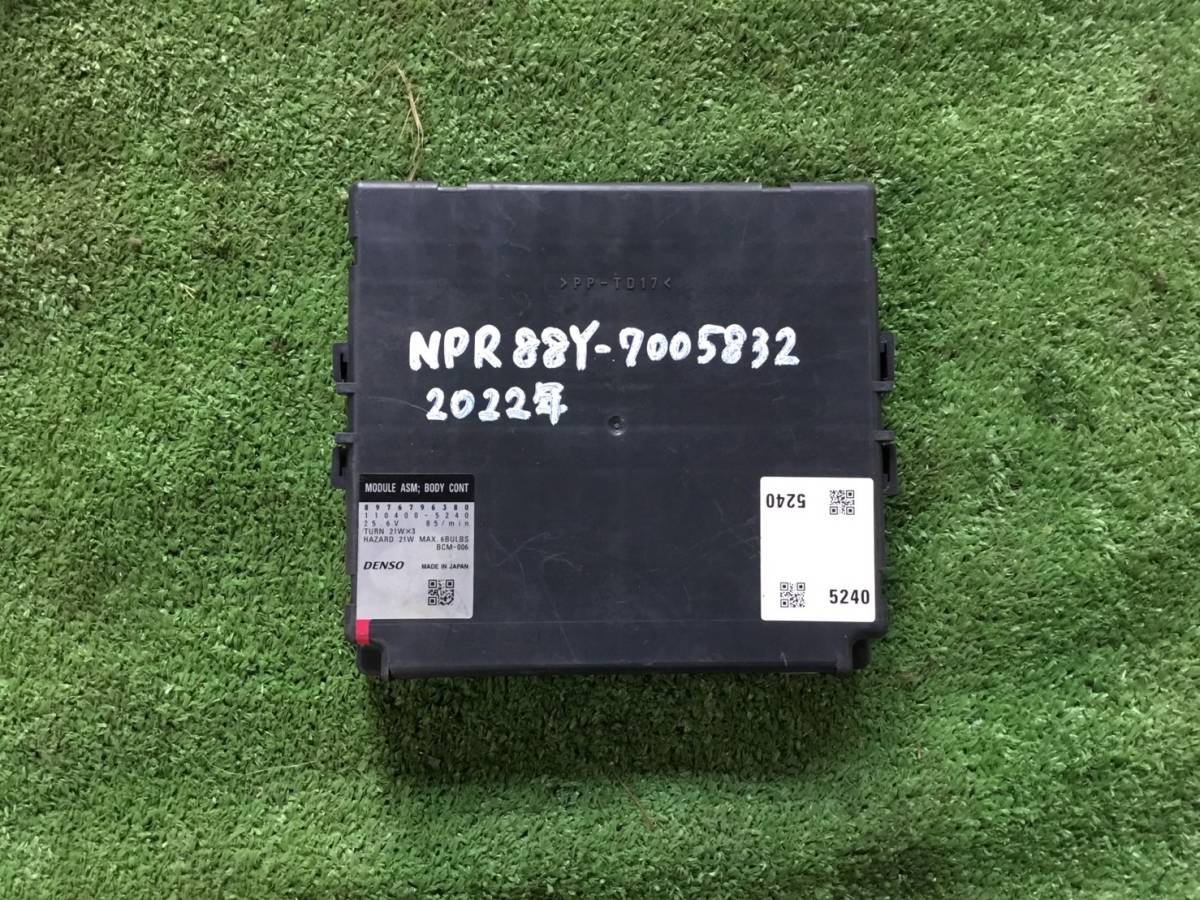 >PP-TD17<
NPR88Y-7005832
2022年
MODULE ASM; BODY CONT
8976796380
110400-5240
25.6V 85/min
TURN 21W×3
HAZARD 21W MAX. 6BULBS
BCM-006
DENSO MADE IN JAPAN
5240
5240